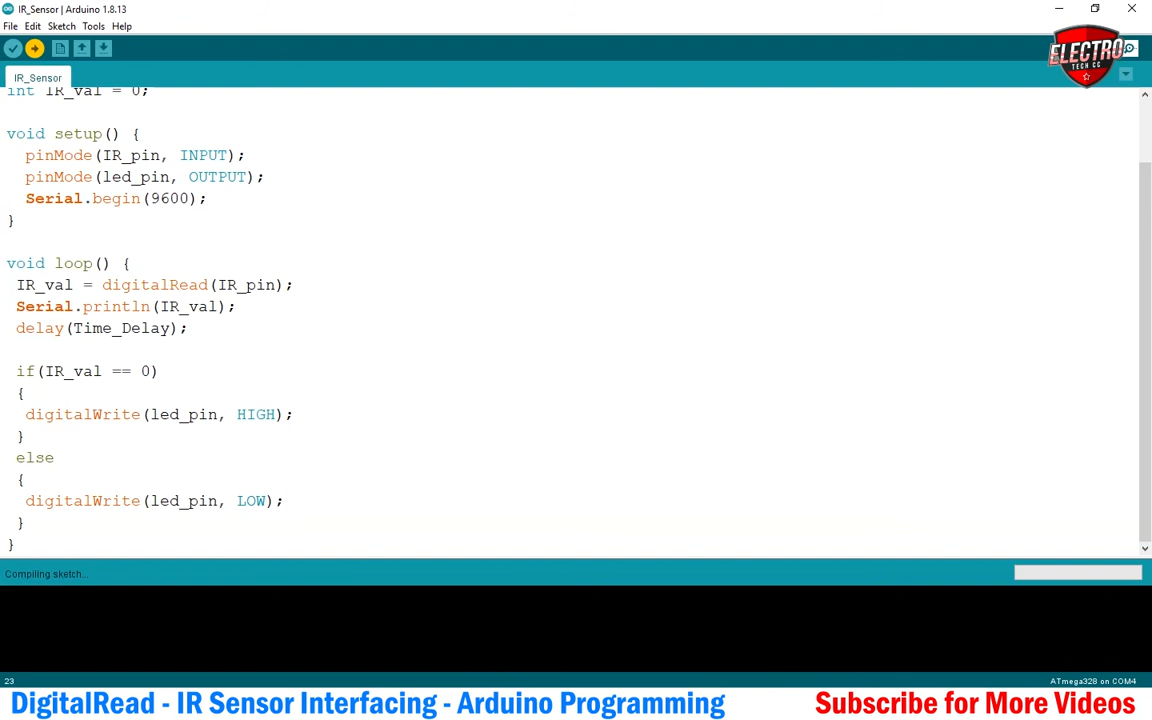 IR_Sensor | Arduino 1.8.13
File Edit Sketch Tools Help
ELECTRO
TECH CC
IR_Sensor
int IR_val = 0;
void setup() {
pinMode(IR_pin, INPUT);
pinMode(led_pin, OUTPUT);
Serial.begin(9600);
}
void loop() {
IR_val = digitalRead(IR_pin);
Serial.println(IR_val);
delay(Time_Delay);
if(IR_val == 0)
{
digitalWrite(led_pin, HIGH);
}
else
{
digitalWrite(led_pin, LOW);
}
}
Compiling sketch...
23
ATmega328 on COM4
DigitalRead - IR Sensor Interfacing - Arduino Programming
Subscribe for More Videos